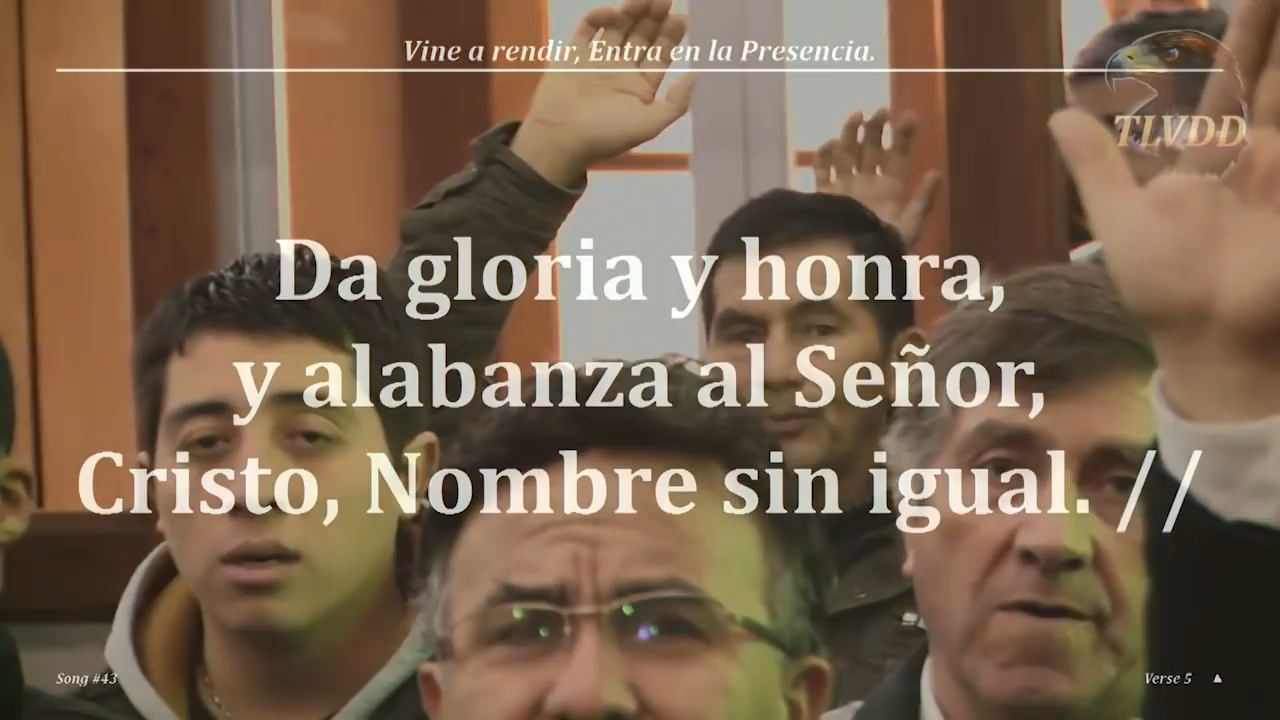 Vine a rendir, Entra en la Presencia.
TLVDD
Da gloria y honra,
y alabanza al Señor,
Cristo, Nombre sin igual. //
Song #43
Verse 5 ▲